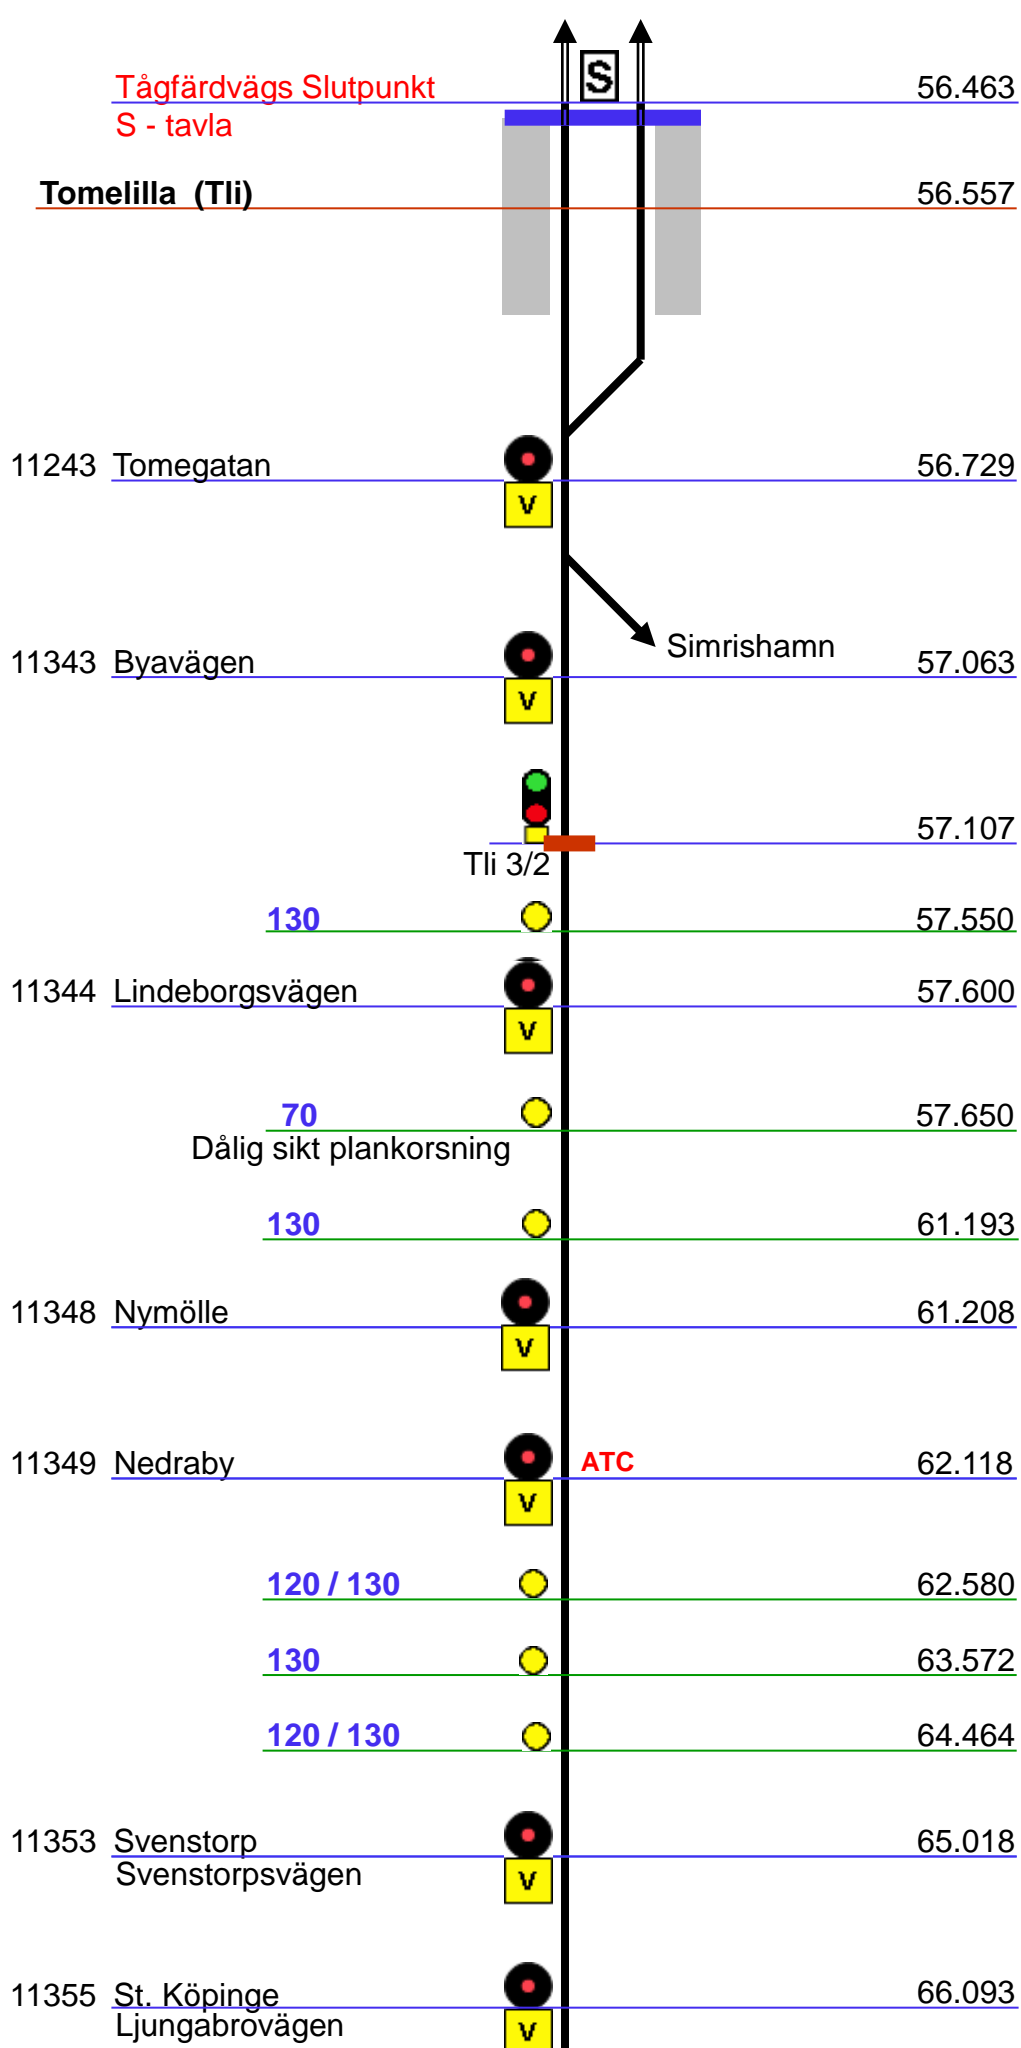 S
Tågfärdvägs Slutpunkt 56.463
S - tavla
Tomelilla (Tli) 56.557
11243 Tomegatan 56.729
V
Simrishamn
11343 Byavägen 57.063
V
57.107
Tli 3/2
130 57.550
11344 Lindeborgsvägen 57.600
V
70 57.650
Dålig sikt plankorsning
130 61.193
11348 Nymölle 61.208
V
11349 Nedraby ATC 62.118
V
120 / 130 62.580
130 63.572
120 / 130 64.464
11353 Svenstorp 65.018
Svenstorpsvägen V
11355 St. Köpinge 66.093
Ljungabrovägen V